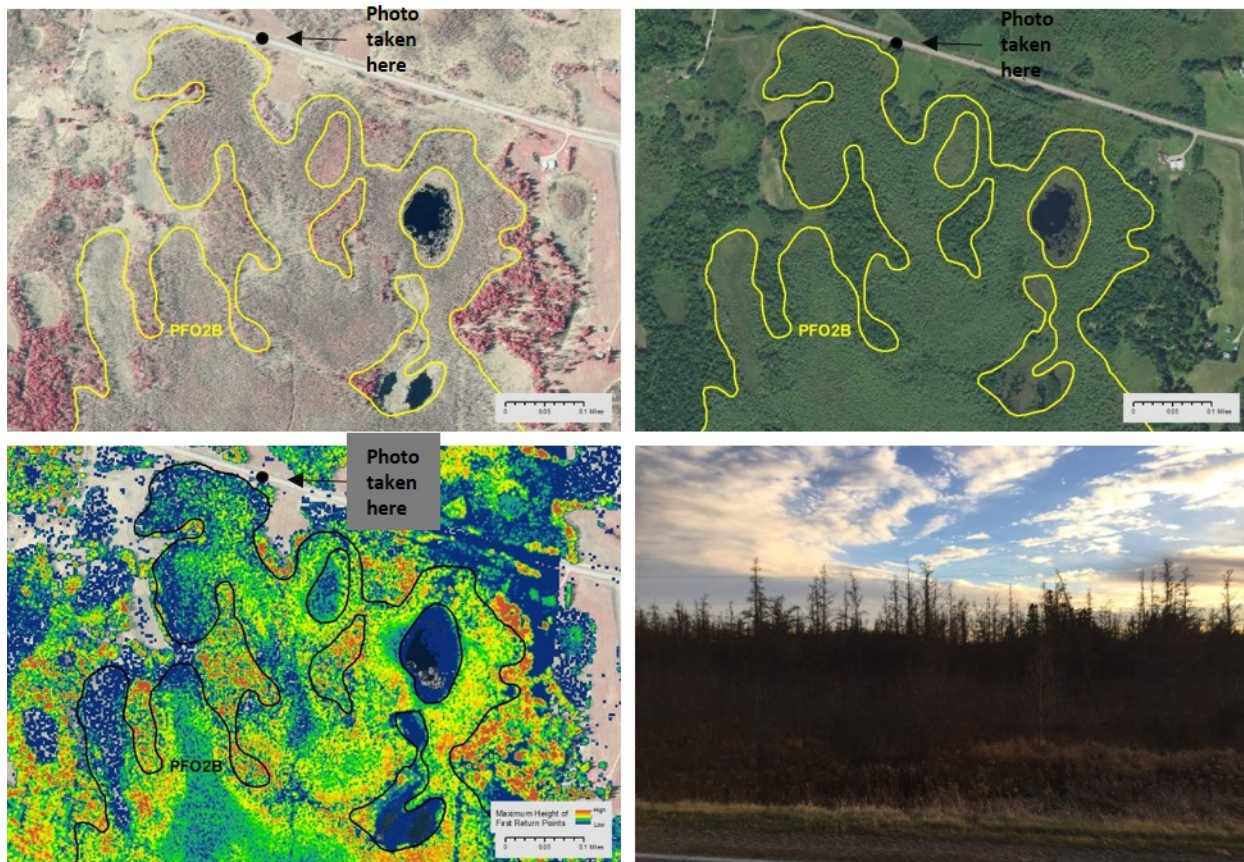 Photo
taken
here
PFO2B
0 0.05 0.1 Miles
Photo
taken
here
PFO2B
0 0.05 0.1 Miles
Photo
taken
here
PFO2B
Maximum Height of
First Return Points
High
Low
0 0.05 0.1 Miles